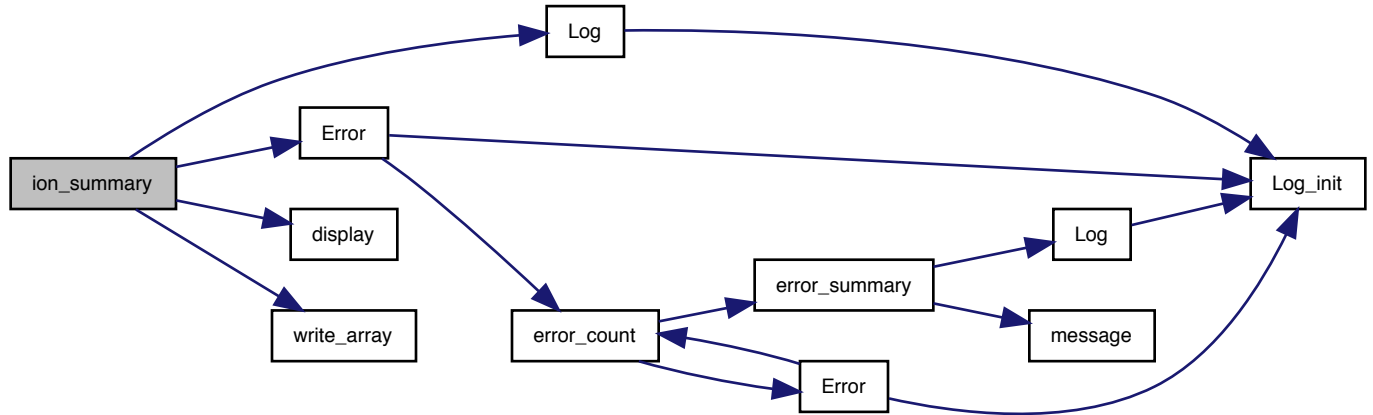 Log
Error
ion_summary
Log_init
display
Log
error_summary
write_array
error_count
message
Error